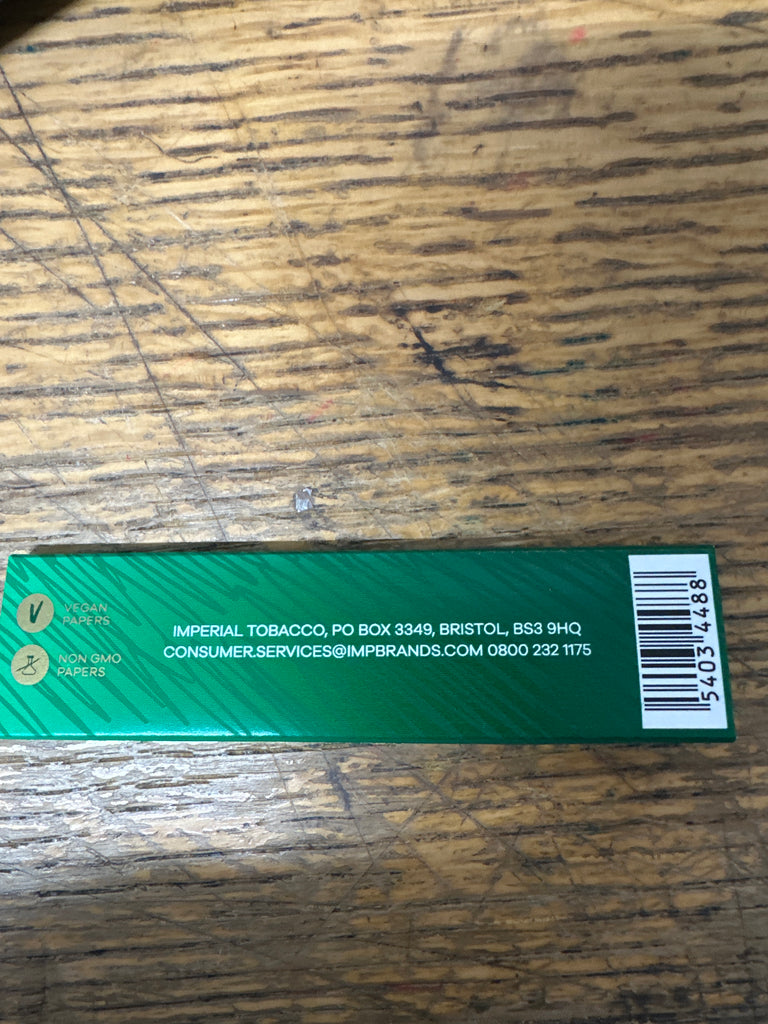 VEGAN
PAPERS
NON GMO
PAPERS
IMPERIAL TOBACCO, PO BOX 3349, BRISTOL, BS3 9HQ
CONSUMER.SERVICES@IMPBRANDS.COM 0800 232 1175
5403 4488